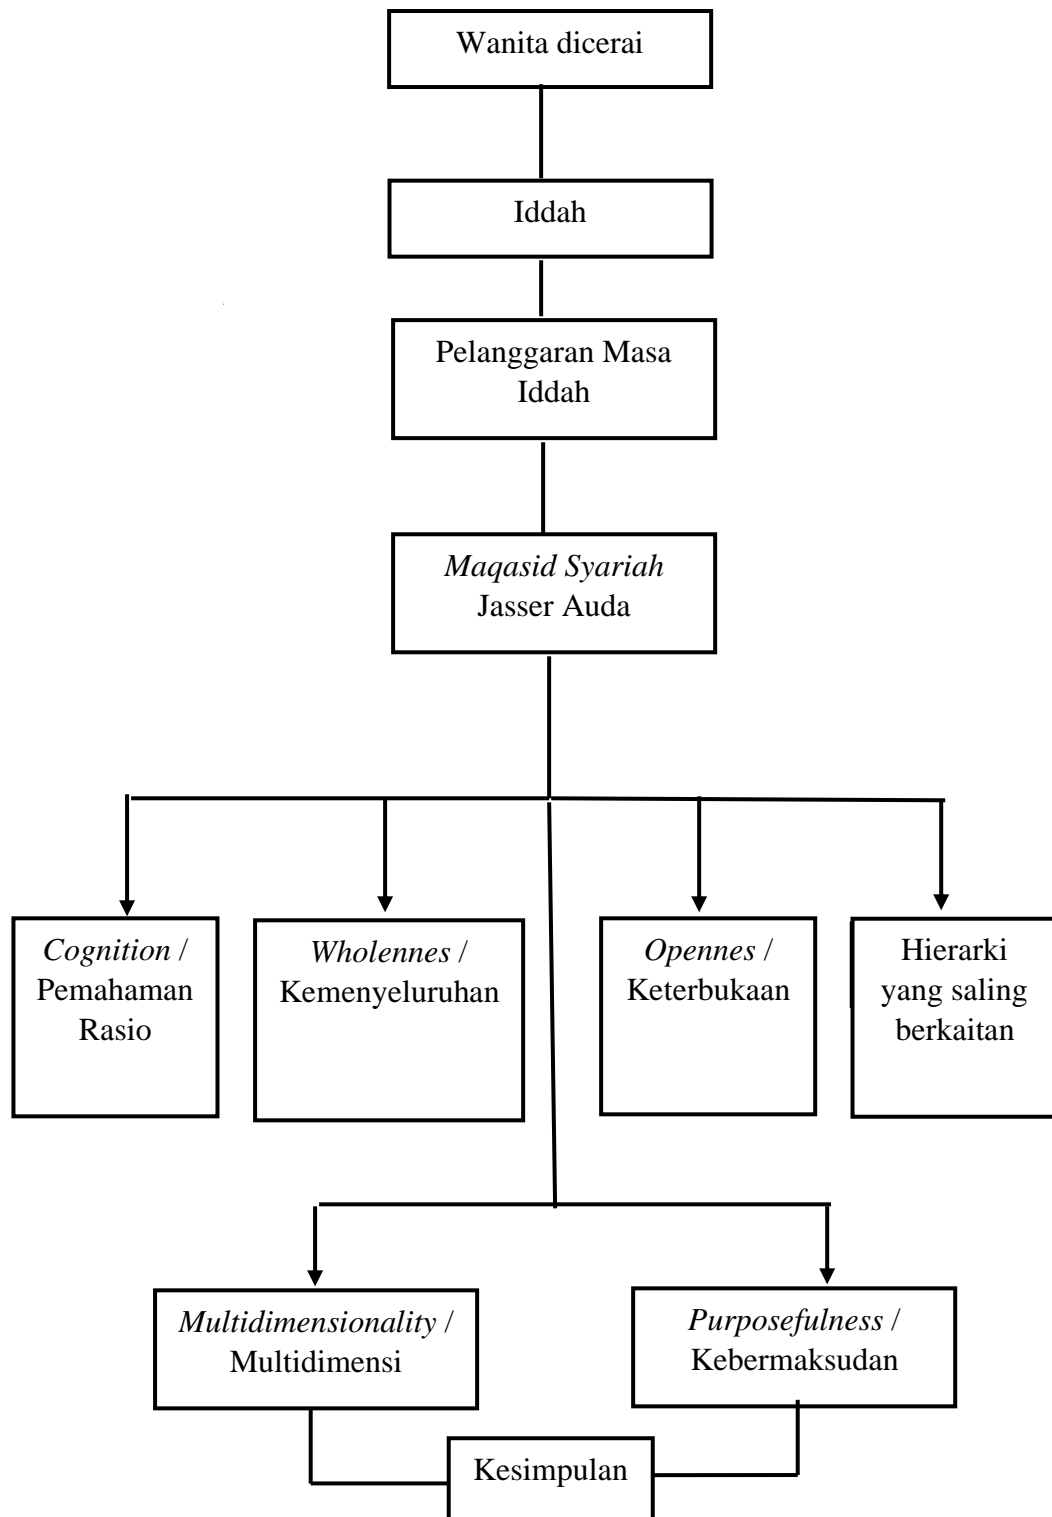 Wanita dicerai
Iddah
Pelanggaran Masa
Iddah
Maqasid Syariah
Jasser Auda
Cognition /
Pemahaman
Rasio
Wholennes /
Kemenyeluruhan
Opennes /
Keterbukaan
Hierarki
yang saling
berkaitan
Multidimensionality /
Multidimensi
Purposefulness /
Kebermaksudan
Kesimpulan